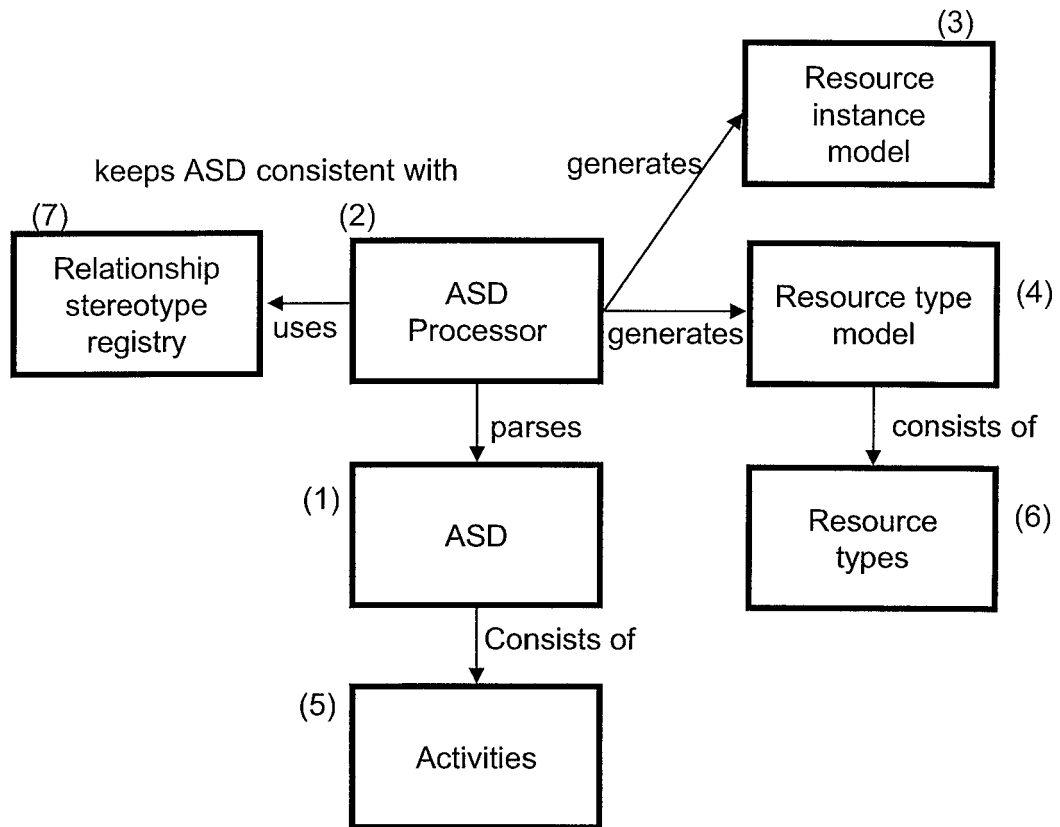 (3)
Resource
instance
model
generates
keeps ASD consistent with
(7)
Relationship
stereotype
registry
uses
(2)
ASD
Processor
generates
Resource type
model
(4)
parses
consists of
(1)
ASD
Resource
types
(6)
Consists of
(5)
Activities